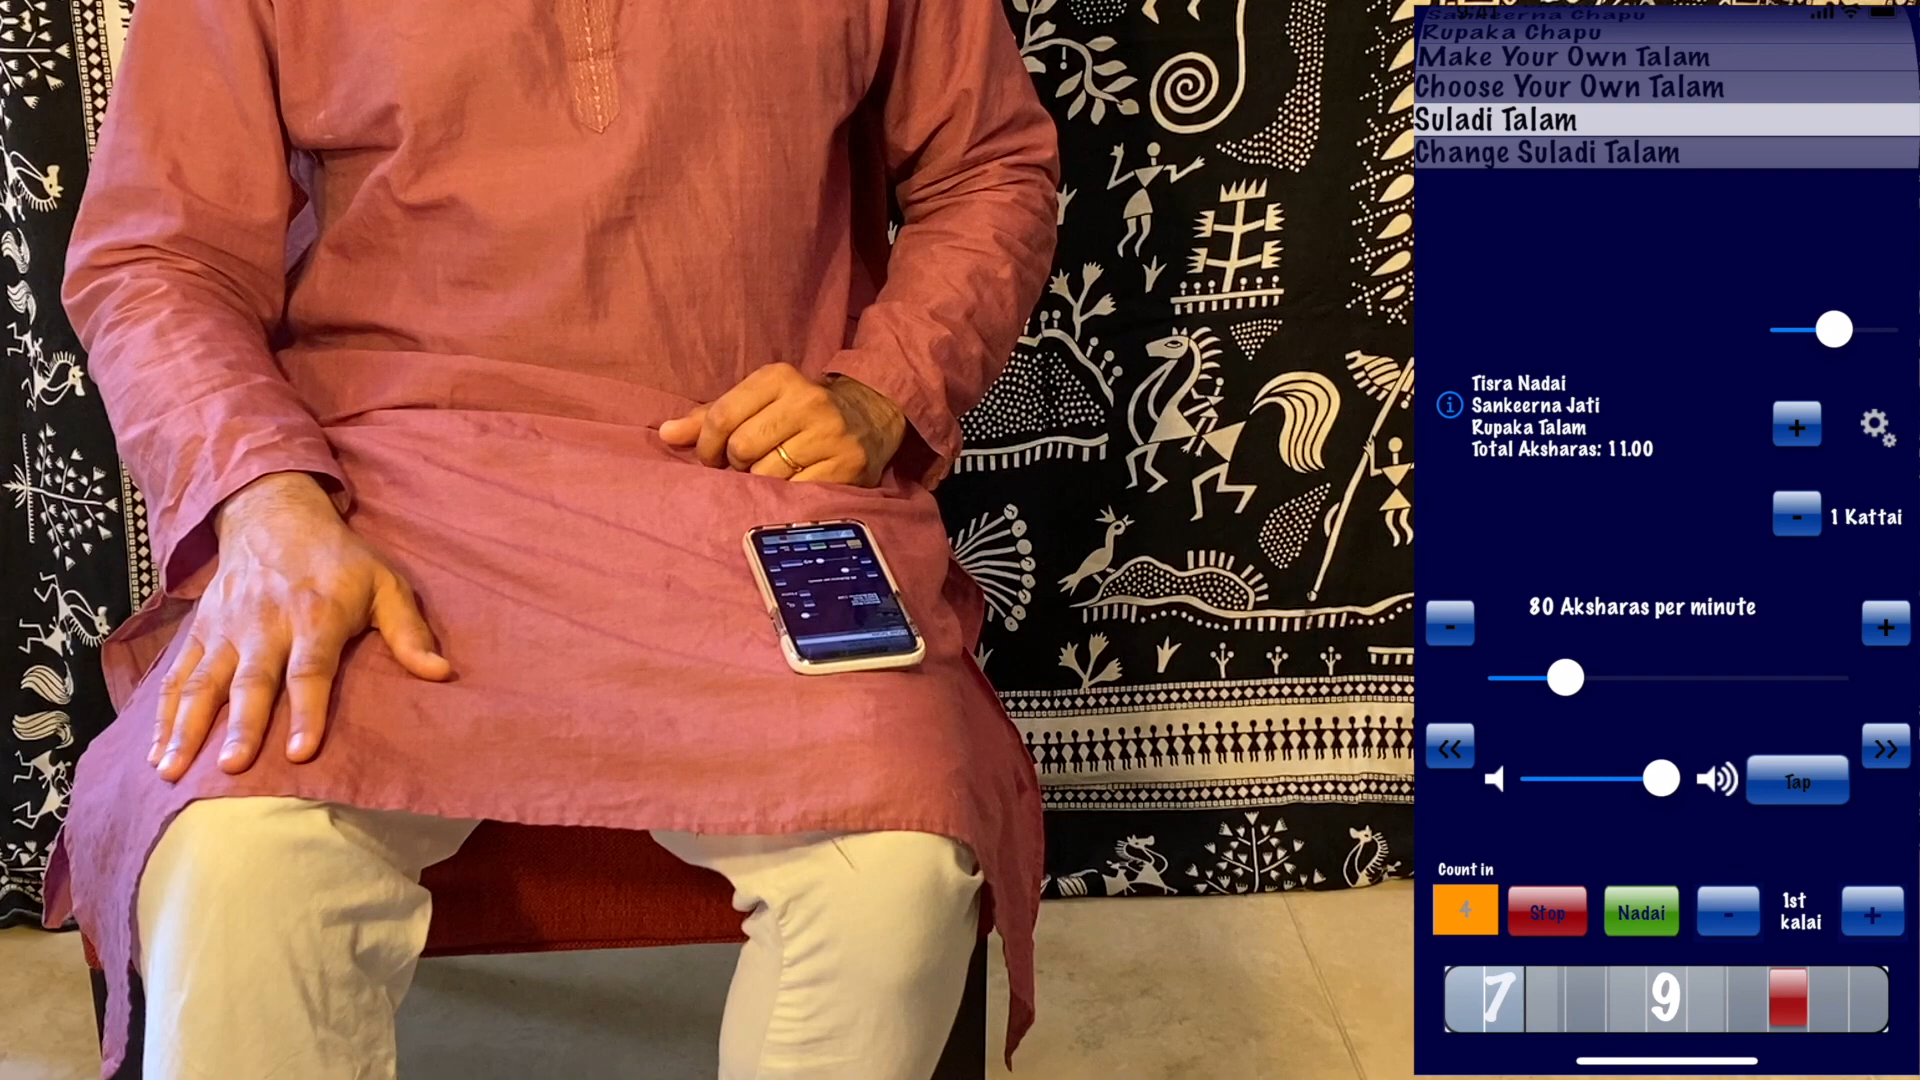 Sankeerna Chapu
Rupaka Chapu
Make Your Own Talam
Choose Your Own Talam
Suladi Talam
Change Suladi Talam
Tisra Nadai
Sankeerna Jati
Rupaka Talam
Total Aksharas: 11.00
+
-
1 Kattai
80 Aksharas per minute
-
+
<<
>>
Tap
Count in
4
Stop
Nadai
-
1st
kalai
+
7
9